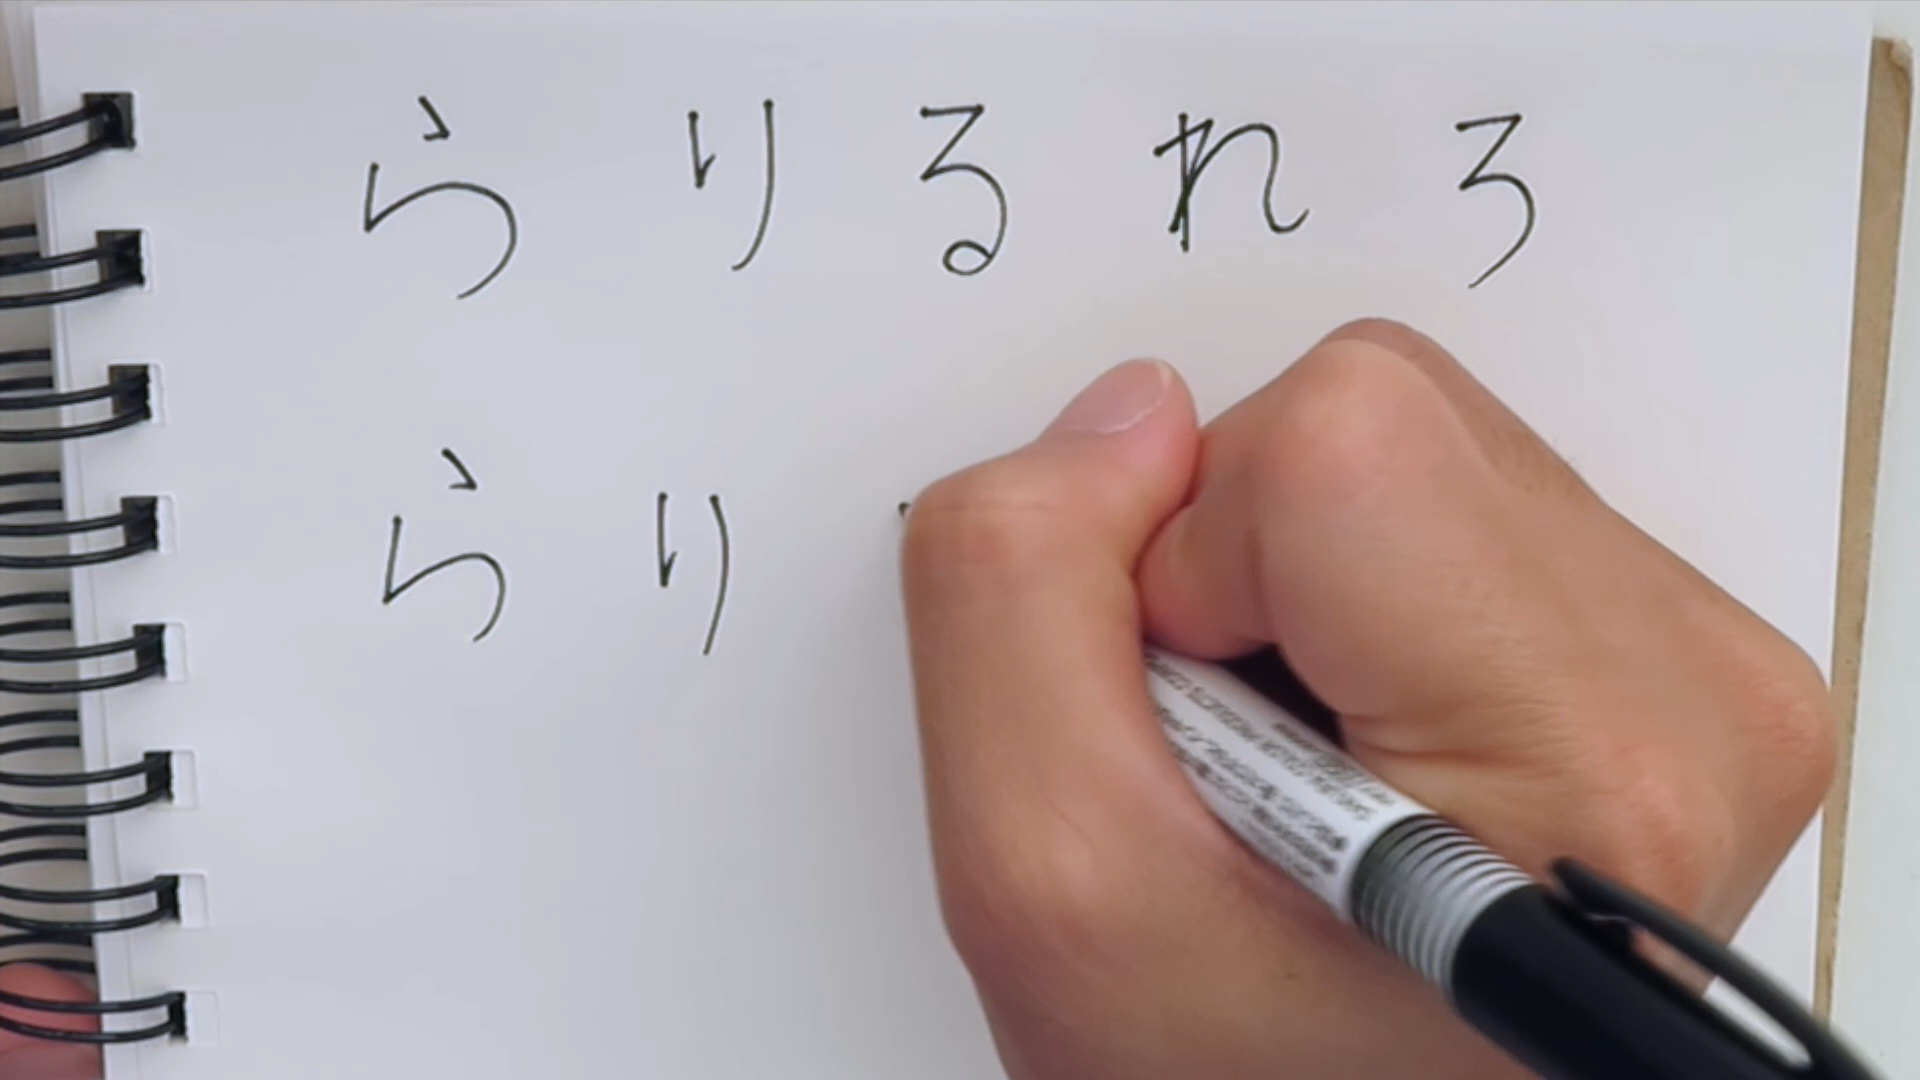 ら り る れ ろ
ら り